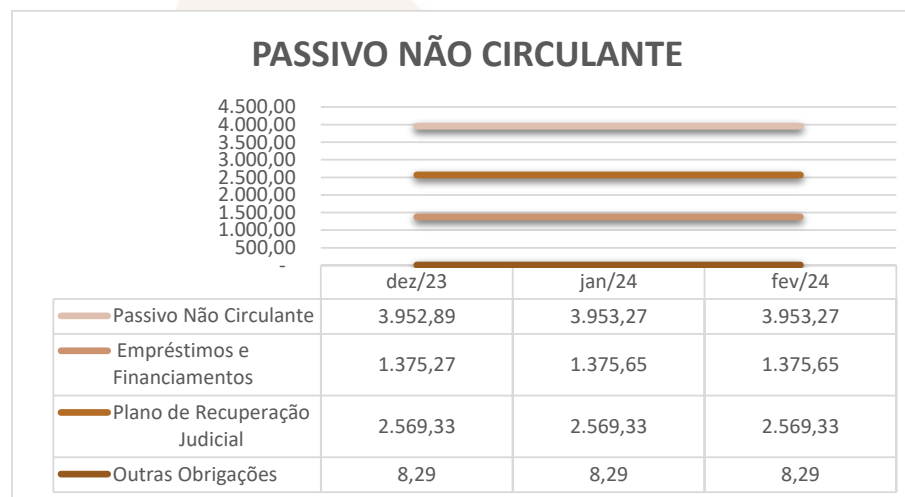 PASSIVO NÃO CIRCULANTE
4.500,00
4.000,00
3.500,00
3.000,00
2.500,00
2.000,00
1.500,00
1.000,00
500,00
-
dez/23 jan/24 fev/24
Passivo Não Circulante 3.952,89 3.953,27 3.953,27
Empréstimos e
Financiamentos 1.375,27 1.375,65 1.375,65
Plano de Recuperação
Judicial 2.569,33 2.569,33 2.569,33
Outras Obrigações 8,29 8,29 8,29